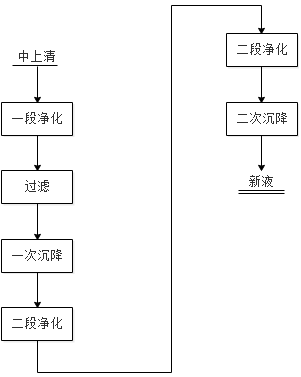 中上清
一段净化
过滤
一次沉降
二段净化
二段净化
二次沉降
新液